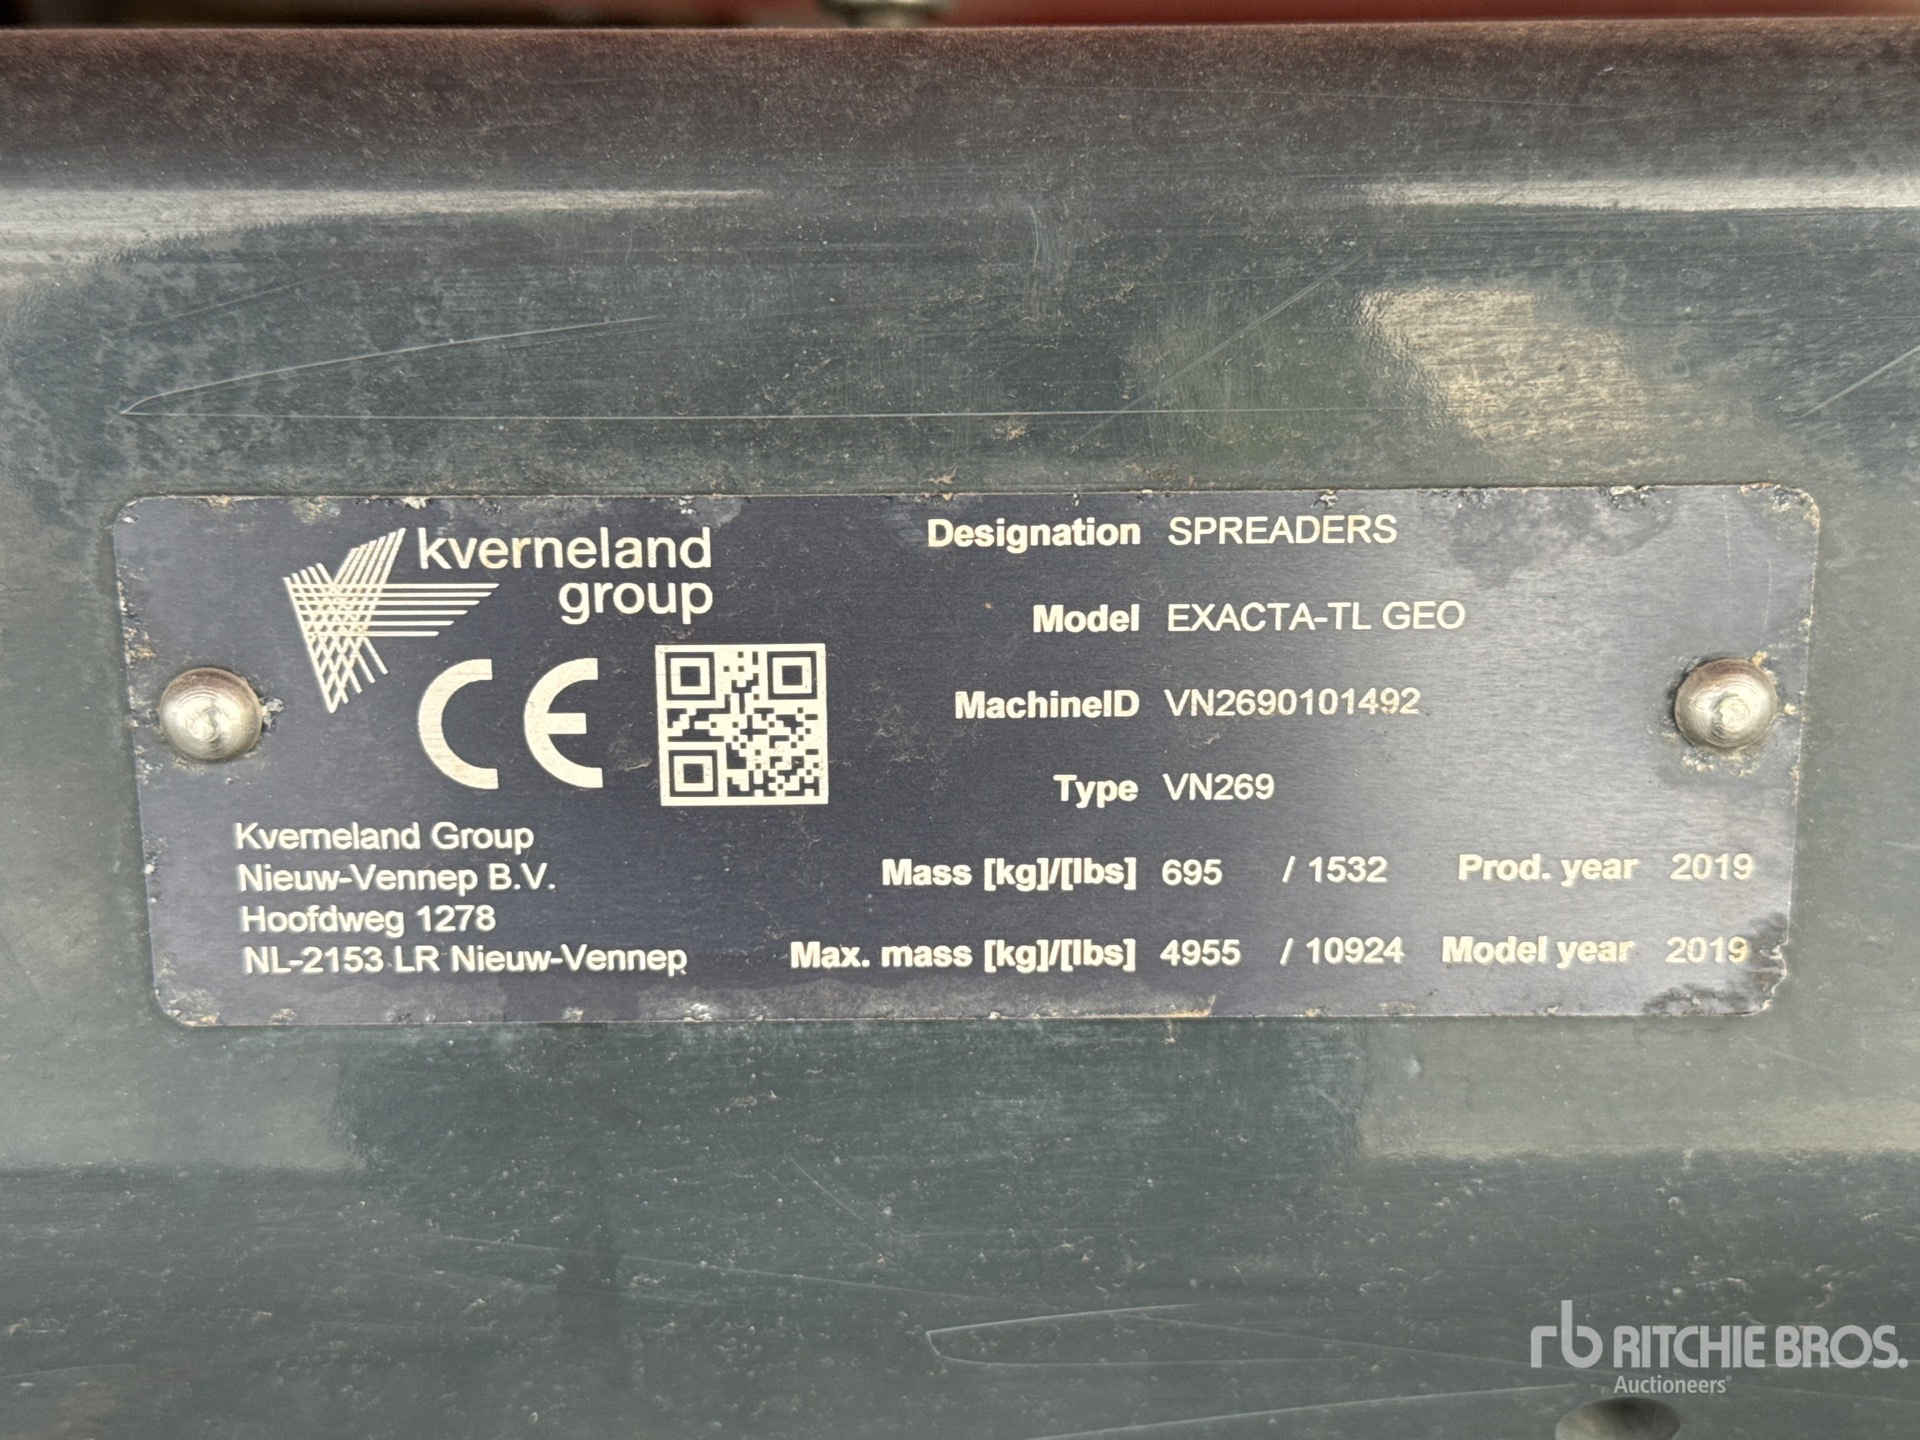 kverneland
group
CE
Kverneland Group
Nieuw-Vennep B.V.
Hoofdweg 1278
NL-2153 LR Nieuw-Vennep
Designation SPREADERS
Model EXACTA-TL GEO
MachineID VN2690101492
Type VN269
Mass [kg]/[lbs] 695 / 1532 Prod. year 2019
Max. mass [kg]/[lbs] 4955 / 10924 Model year 2019
rb RITCHIE BROS.
Auctioneers